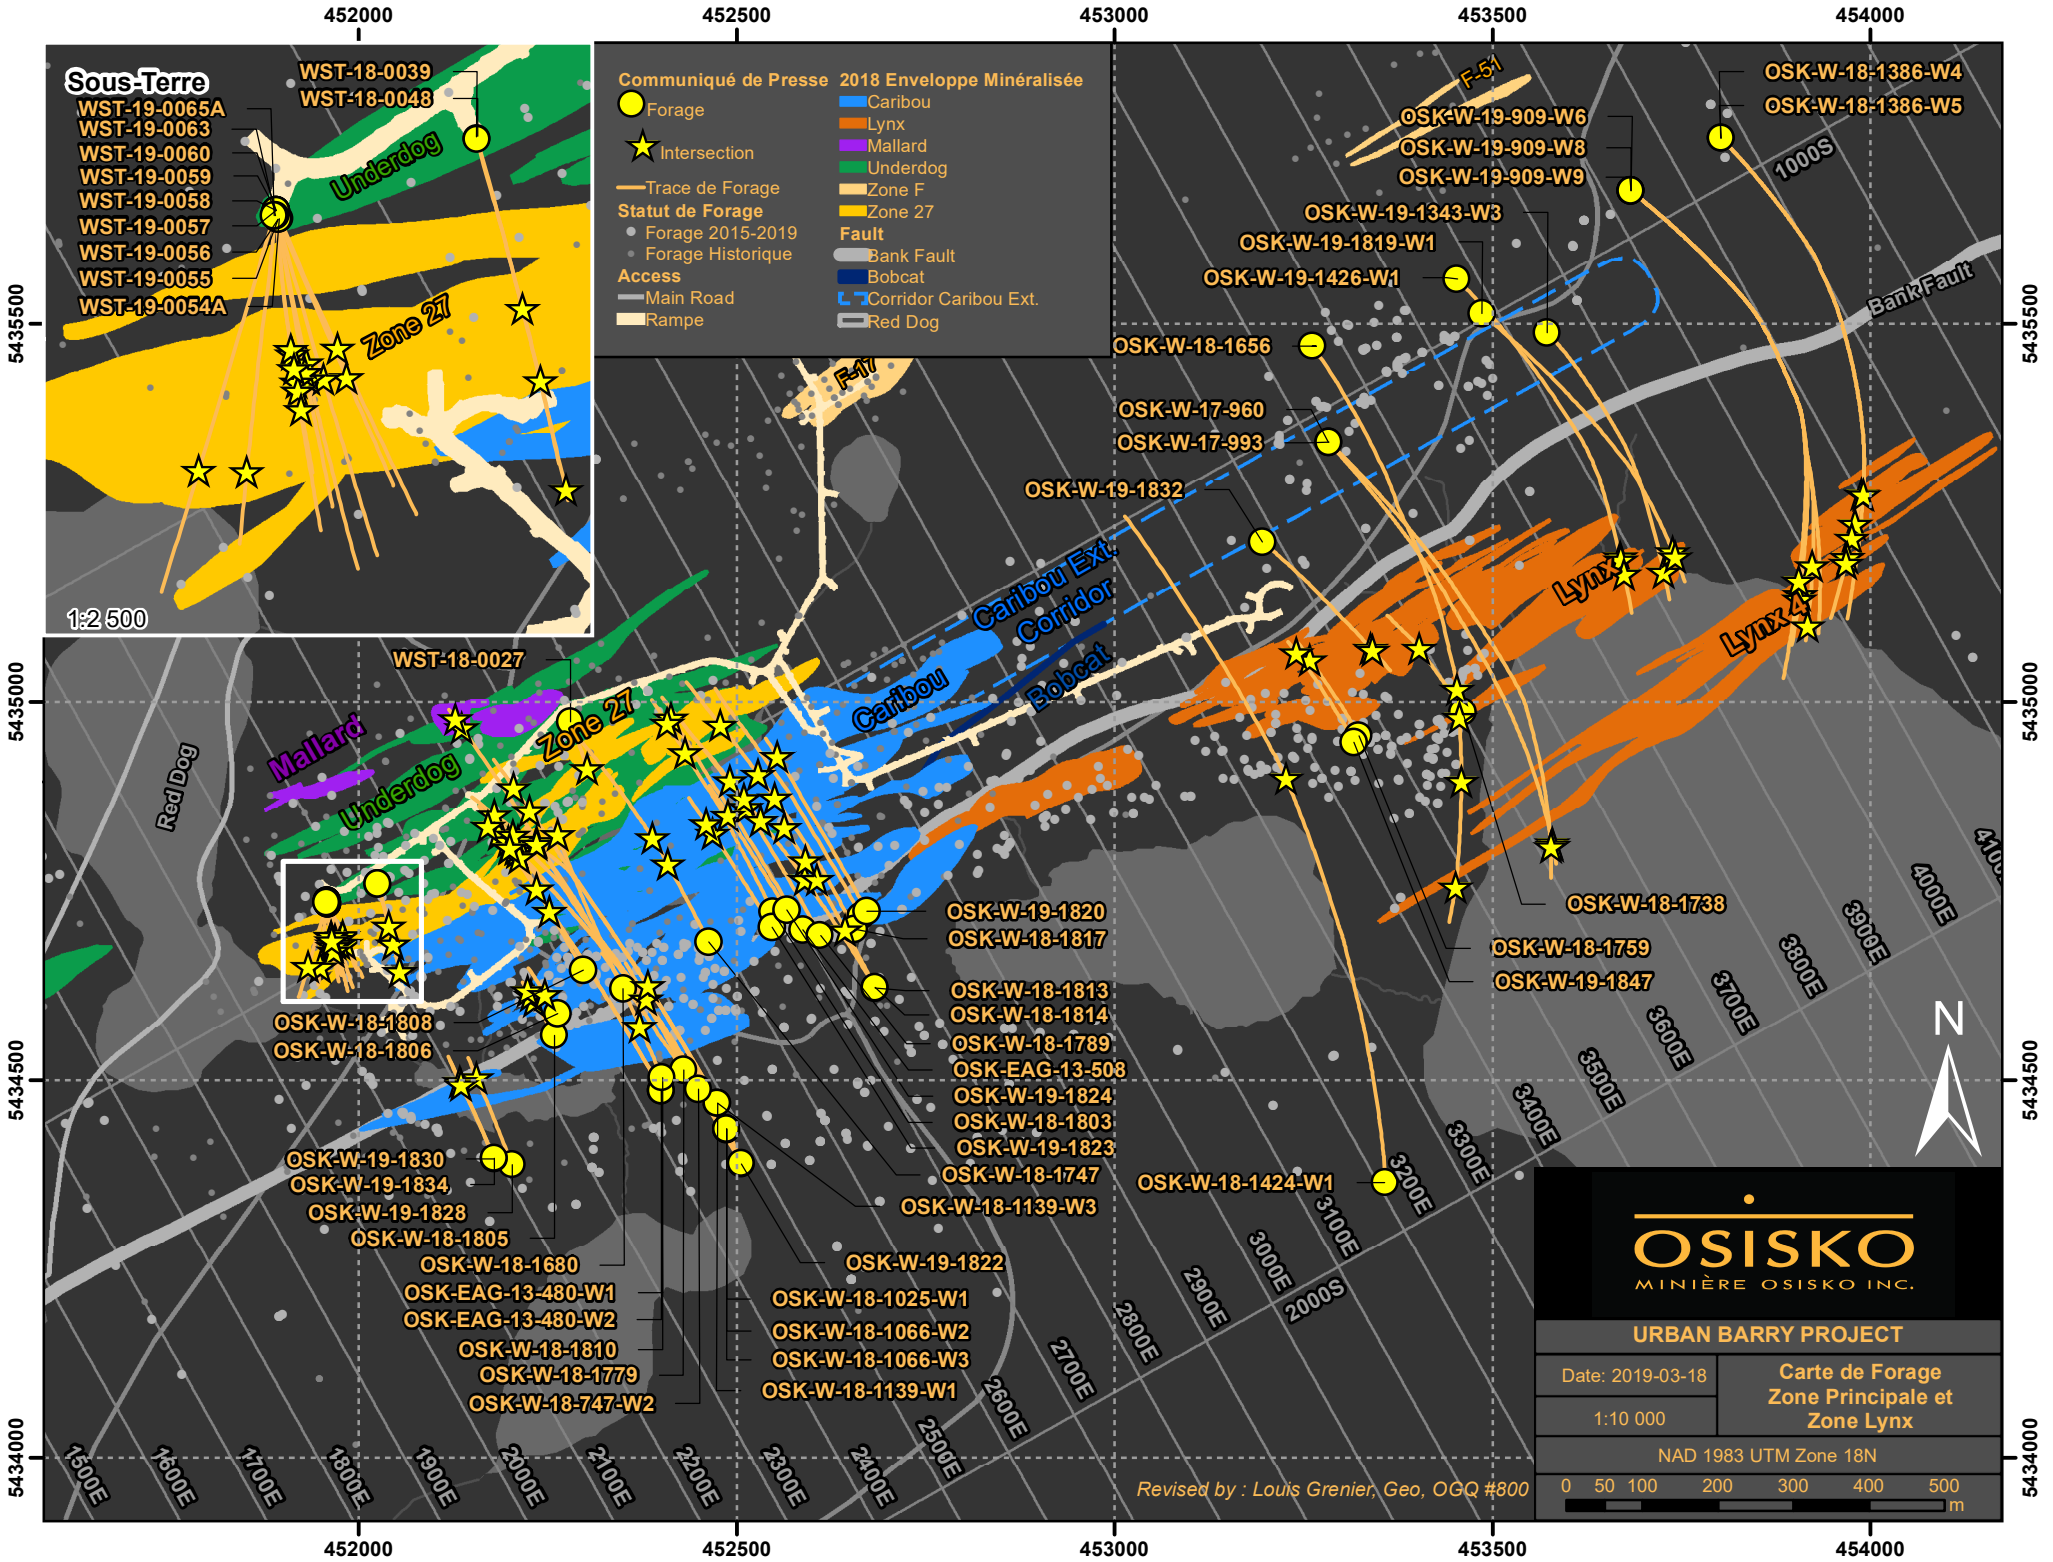 452000
452500
453000
453500
454000
Sous-Terre
WST-18-0039
WST-18-0048
WST-19-0065A
WST-19-0063
WST-19-0060
WST-19-0059
WST-19-0058
WST-19-0057
WST-19-0056
WST-19-0055
WST-19-0054A
Underdog
Zone 27
1:2 500
Communiqué de Presse
Forage
Intersection
Trace de Forage
Statut de Forage
Forage 2015-2019
Forage Historique
Access
Main Road
Rampe
2018 Enveloppe Minéralisée
Caribou
Lynx
Mallard
Underdog
Zone F
Zone 27
Fault
Bank Fault
Bobcat
Corridor Caribou Ext.
Red Dog
F-51
F-17
OSK-W-18-1386-W4
OSK-W-18-1386-W5
OSK-W-19-909-W6
OSK-W-19-909-W8
OSK-W-19-909-W9
1000S
OSK-W-19-1343-W3
OSK-W-19-1819-W1
OSK-W-19-1426-W1
Bank Fault
OSK-W-18-1656
OSK-W-17-960
OSK-W-17-993
OSK-W-19-1832
5435500
5435500
Caribou Ext.
Corridor
Lynx
Lynx 4
WST-18-0027
Caribou
Bobcat
5435000
5435000
Zone 27
Mallard
Underdog
Red Dog
OSK-W-18-1738
OSK-W-18-1759
OSK-W-19-1847
OSK-W-19-1820
OSK-W-18-1817
OSK-W-18-1813
OSK-W-18-1814
OSK-W-18-1789
OSK-EAG-13-508
OSK-W-19-1824
OSK-W-18-1803
OSK-W-19-1823
OSK-W-18-1747
OSK-W-18-1139-W3
OSK-W-18-1808
OSK-W-18-1806
5434500
5434500
OSK-W-19-1830
OSK-W-19-1834
OSK-W-19-1828
OSK-W-18-1805
OSK-W-18-1680
OSK-EAG-13-480-W1
OSK-EAG-13-480-W2
OSK-W-18-1810
OSK-W-18-1779
OSK-W-18-747-W2
OSK-W-19-1822
OSK-W-18-1025-W1
OSK-W-18-1066-W2
OSK-W-18-1066-W3
OSK-W-18-1139-W1
OSK-W-18-1424-W1
1500E
1600E
1700E
1800E
1900E
2000E
2100E
2200E
2300E
2400E
2500E
2600E
2700E
2800E
2900E
3000E
3100E
3200E
3300E
3400E
3500E
3600E
3700E
3800E
3900E
4000E
2000S
N
OSISKO
MINIÈRE OSISKO INC.
URBAN BARRY PROJECT
Date: 2019-03-18
1:10 000
Carte de Forage
Zone Principale et
Zone Lynx
NAD 1983 UTM Zone 18N
0 50 100 200 300 400 500
m
Revised by : Louis Grenier, Geo, OGQ #800
5434000
5434000
452000
452500
453000
453500
454000